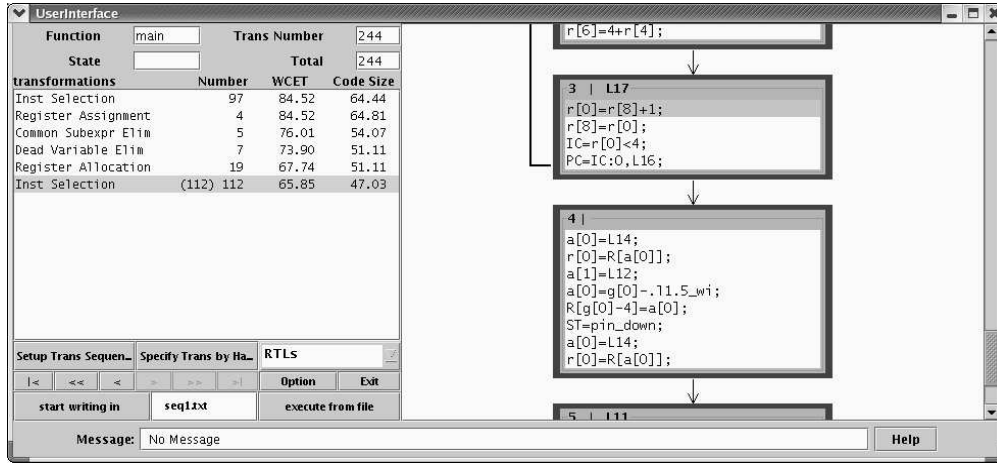 UserInterface
Function main Trans Number 244
State Total 244
transformations Number WCET Code Size
Inst Selection 97 84.52 64.44
Register Assignment 4 84.52 64.81
Common Subexpr Elim 5 76.01 54.07
Dead Variable Elim 7 73.90 51.11
Register Allocation 19 67.74 51.11
Inst Selection (112) 112 65.85 47.03
Setup Trans Sequen... Specify Trans by Ha... RTLs
|< << < > >> >| Option Exit
start writing in seq1.txt execute from file
r[6]=4+r[4];
3 | L17
r[0]=r[8]+1;
r[8]=r[0];
IC=r[0]<4;
PC=IC:0,L16;
4 |
a[0]=L14;
r[0]=R[a[0]];
a[1]=L12;
a[0]=g[0]-.l1.5_wi;
R[g[0]-4]=a[0];
ST=pin_down;
a[0]=L14;
r[0]=R[a[0]];
5 | L11
Message: No Message Help